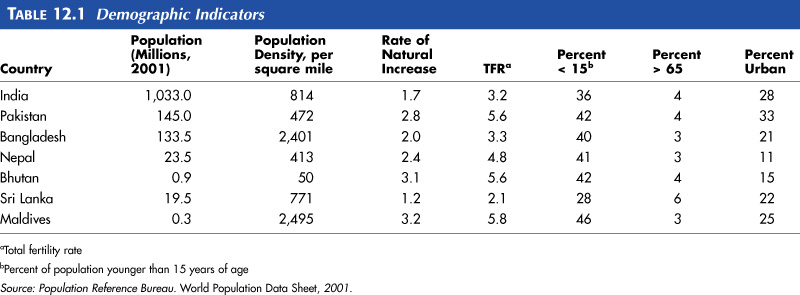 TABLE 12.1 Demographic Indicators
Population Population Rate of
(Millions, Density, per Natural Percent Percent Percent
Country 2001) square mile Increase TFRa < 15b > 65 Urban
India 1,033.0 814 1.7 3.2 36 4 28
Pakistan 145.0 472 2.8 5.6 42 4 33
Bangladesh 133.5 2,401 2.0 3.3 40 3 21
Nepal 23.5 413 2.4 4.8 41 3 11
Bhutan 0.9 50 3.1 5.6 42 4 15
Sri Lanka 19.5 771 1.2 2.1 28 6 22
Maldives 0.3 2,495 3.2 5.8 46 3 25
aTotal fertility rate
bPercent of population younger than 15 years of age
Source: Population Reference Bureau. World Population Data Sheet, 2001.